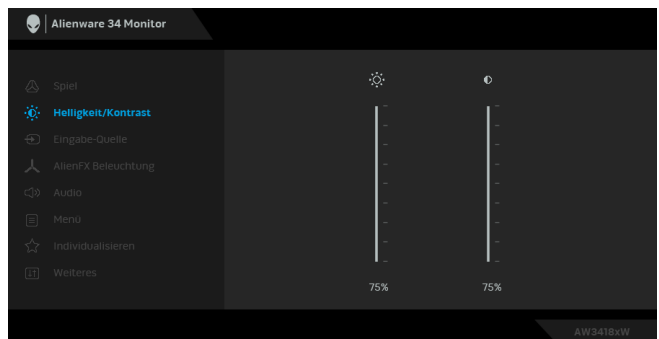 Alienware 34 Monitor
Spiel
Helligkeit/Kontrast
Eingabe-Quelle
AlienFX Beleuchtung
Audio
Menü
Individualisieren
Weiteres
75% 75%
AW3418xW